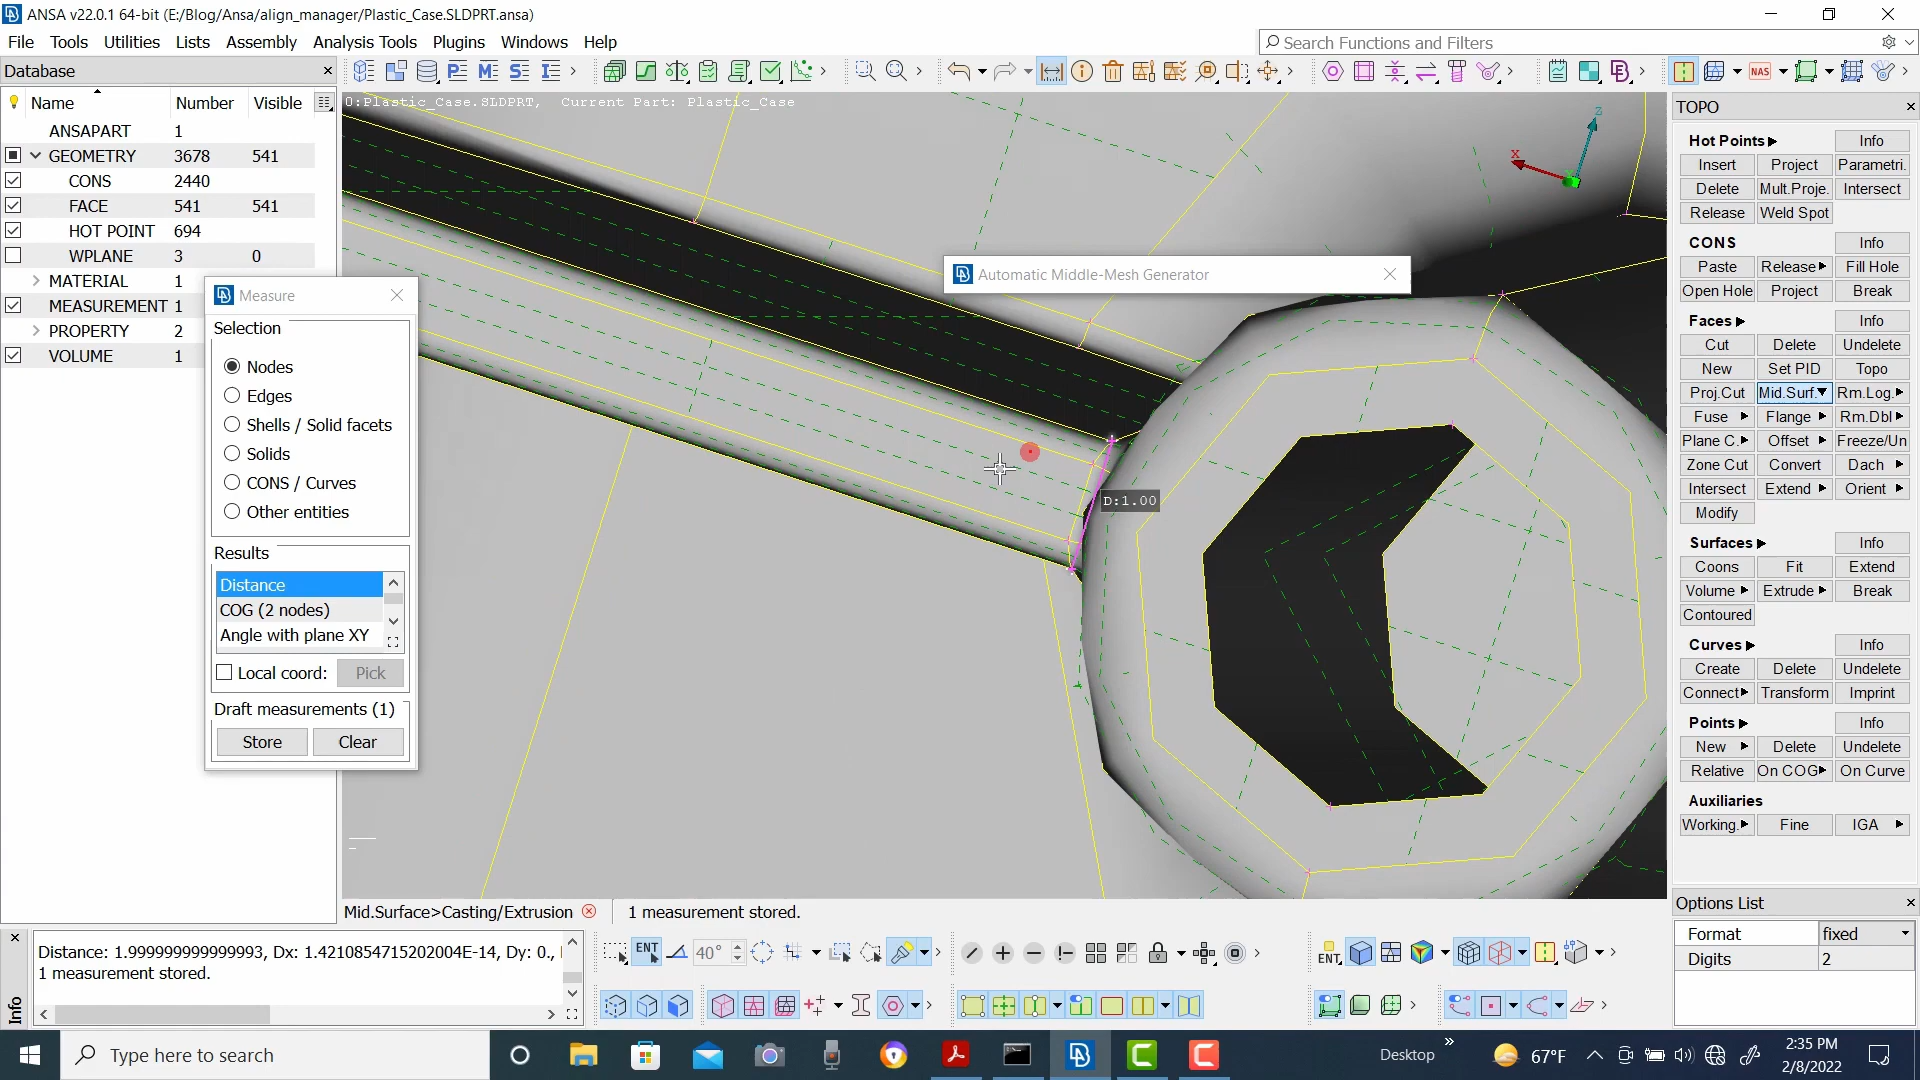 ANSA v22.0.1 64-bit (E:/Blog/Ansa/align_manager/Plastic_Case.SLDPRT.ansa)
File Tools Utilities Lists Assembly Analysis Tools Plugins Windows Help
Search Functions and Filters
Database
Name Number Visible
ANSAPART 1
GEOMETRY 3678 541
CONS 2440
FACE 541 541
HOT POINT 694
WPLANE 3 0
MATERIAL 1
MEASUREMENT 1
PROPERTY 2
VOLUME 1
0:Plastic_Case.SLDPRT, Current Part: Plastic_Case
Measure
Selection
Nodes
Edges
Shells / Solid facets
Solids
CONS / Curves
Other entities
Results
Distance
COG (2 nodes)
Angle with plane XY
Local coord: Pick
Draft measurements (1)
Store Clear
Automatic Middle-Mesh Generator
D:1.00
X
Z
TOPO
Hot Points Info
Insert Project Parametri.
Delete Mult.Proje. Intersect
Release Weld Spot
CONS Info
Paste Release Fill Hole
Open Hole Project Break
Faces Info
Cut Delete Undelete
New Set PID Topo
Proj.Cut Mid.Surf. Rm.Log.
Fuse Flange Rm.Dbl
Plane C. Offset Freeze/Un
Zone Cut Convert Dach
Intersect Extend Orient
Modify
Surfaces Info
Coons Fit Extend
Volume Extrude Break
Contoured
Curves Info
Create Delete Undelete
Connect Transform Imprint
Points Info
New Delete Undelete
Relative On COG On Curve
Auxiliaries
Working. Fine IGA
Options List
Format fixed
Digits 2
Mid.Surface>Casting/Extrusion 1 measurement stored.
Info
Distance: 1.999999999999993, Dx: 1.4210854715202004E-14, Dy: 0.,
1 measurement stored.
ENT 40°
ENT
NAS
Type here to search
Desktop
67°F
2:35 PM
2/8/2022